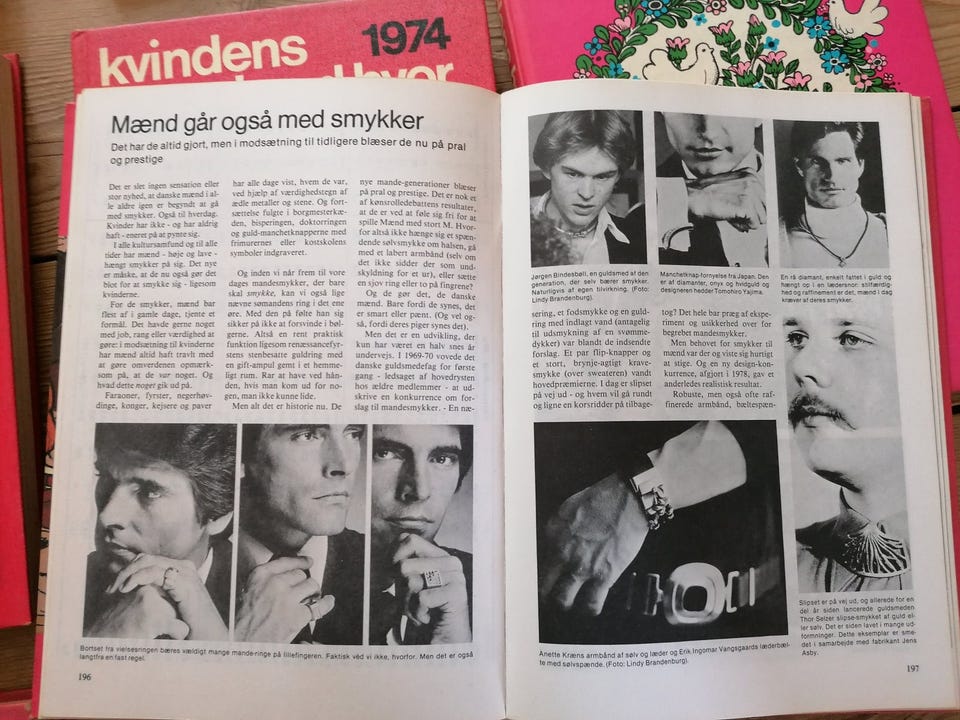 kvindens
1974
Mænd går også med smykker
Det har de altid gjort, men i modsætning til tidligere blæser de nu på pral
og prestige
Det er slet ingen sensation eller
stor nyhed, at danske mænd i al-
le aldre igen er begyndt at gå
med smykker. Også til hverdag.
Kvinder har ikke - og har aldrig
haft - eneret på at pynte sig.
I alle kultursamfund og til alle
tider har mænd - høje og lave -
hængt smykker på sig. Det nye
er måske, at de nu også gør det
blot for at smykke sig - ligesom
kvinderne.
For de smykker, mænd bar
flest af i gamle dage, tjente et
formål. Det havde gerne noget
med job, rang eller værdighed at
gøre: i modsætning til kvinderne
har mænd altid haft travlt med
at gøre omverdenen opmærk-
som på, at de var noget. Og
hvad dette noget gik ud på.
Faraoner, fyrster, negerhøv-
dinge, konger, kejsere og paver
har alle dage vist, hvem de var,
ved hjælp af værdighedstegn af
ædle metaller og stene. Og fort-
sættelse fulgte i borgmesterkæ-
den, bisperingen, doktorringen
og guld-manchetknapperne med
frimurernes eller kostskolens
symboler indgraveret.
Og inden vi når frem til vore
dages mandesmykker, der bare
skal smykke, kan vi også lige
nævne sømandens ring i det ene
øre. Med den på følte han sig
sikker på ikke at forsvinde i bøl-
gerne. Altså en rent praktisk
funktion ligesom renæssancefyr-
stens stenbesatte guldring med
en gift-ampul gemt i et hemme-
ligt rum. Rar at have ved hån-
den, hvis man kom ud for no-
gen, man ikke kunne lide.
Men alt det er historie nu. De
nye mande-generationer blæser
på pral og prestige. Det er nok et
af kønsrolledebattens resultater,
at de er ved at føle sig fri for at
spille Mænd med stort M. Hvor-
for altså ikke hænge sig et spæn-
dende sølvsmykke om halsen, gå
med et labert armbånd (selv om
det ikke sidder der som und-
skyldning for et ur), eller sætte
en sjov ring eller to på fingrene?
Og de gør det, de danske
mænd. Bare fordi de synes, det
er smart eller pænt. (Og vel og-
så, fordi deres piger synes det).
Men det er en udvikling, der
kun har været en halv snes år
undervejs. I 1969-70 vovede det
danske guldsmedefag for første
gang - ledsaget af hovedrysten
hos ældre medlemmer - at ud-
skrive en konkurrence om for-
slag til mandesmykker. - En næ-
Bortset fra vielsesringen bæres vældigt mange mande-ringe på lillefingeren. Faktisk véd vi ikke, hvorfor. Men det er også
langtfra en fast regel.
196
Jørgen Bindesbøll, en guldsmed af den
generation, der selv bærer smykker.
Naturligvis af egen tilvirkning. (Foto:
Lindy Brandenburg).
Manchetknap-fornyelse fra Japan. Den
er af diamanter, onyx og hvidguld og
designeren hedder Tomohiro Yajima.
En rå diamant, enkelt fattet i guld og
hængt op i en lædersnor: stilfærdig-
hed og raffinement er det, mænd i dag
kræver af deres smykker.
sering, et fodsmykke og en guld-
ring med indlagt vand (antagelig
til udsmykning af en svømme-
dykker) var blandt de indsendte
forslag. Et par flip-knapper og
et stort, brynje-agtigt krave-
smykke (over sweateren) vandt
hovedpræmierne. I dag er slipset
på vej ud - og hvem vil gå rundt
og ligne en korsridder på tilbage-
tog? Det hele bar præg af ekspe-
riment og usikkerhed over for
begrebet mandesmykker.
Men behovet for smykker til
mænd var der og viste sig hurtigt
at stige. Og en ny design-kon-
kurrence, afgjort i 1978, gav et
anderledes realistisk resultat.
Robuste, men også ofte raf-
finerede armbånd, bæltespæn-
Anette Kræns armbånd af sølv og læder og Erik Ingomar Vangsgaards læderbæl-
te med sølvspænde. (Foto: Lindy Brandenburg).
Slipset er på vej ud, og allerede for en
del år siden lancerede guldsmeden
Thor Selzer slipse-smykket af guld el-
ler sølv. Det er siden lavet i mange ud-
formninger. Dette eksemplar er sme-
det i samarbejde med fabrikant Jens
Asby.
197